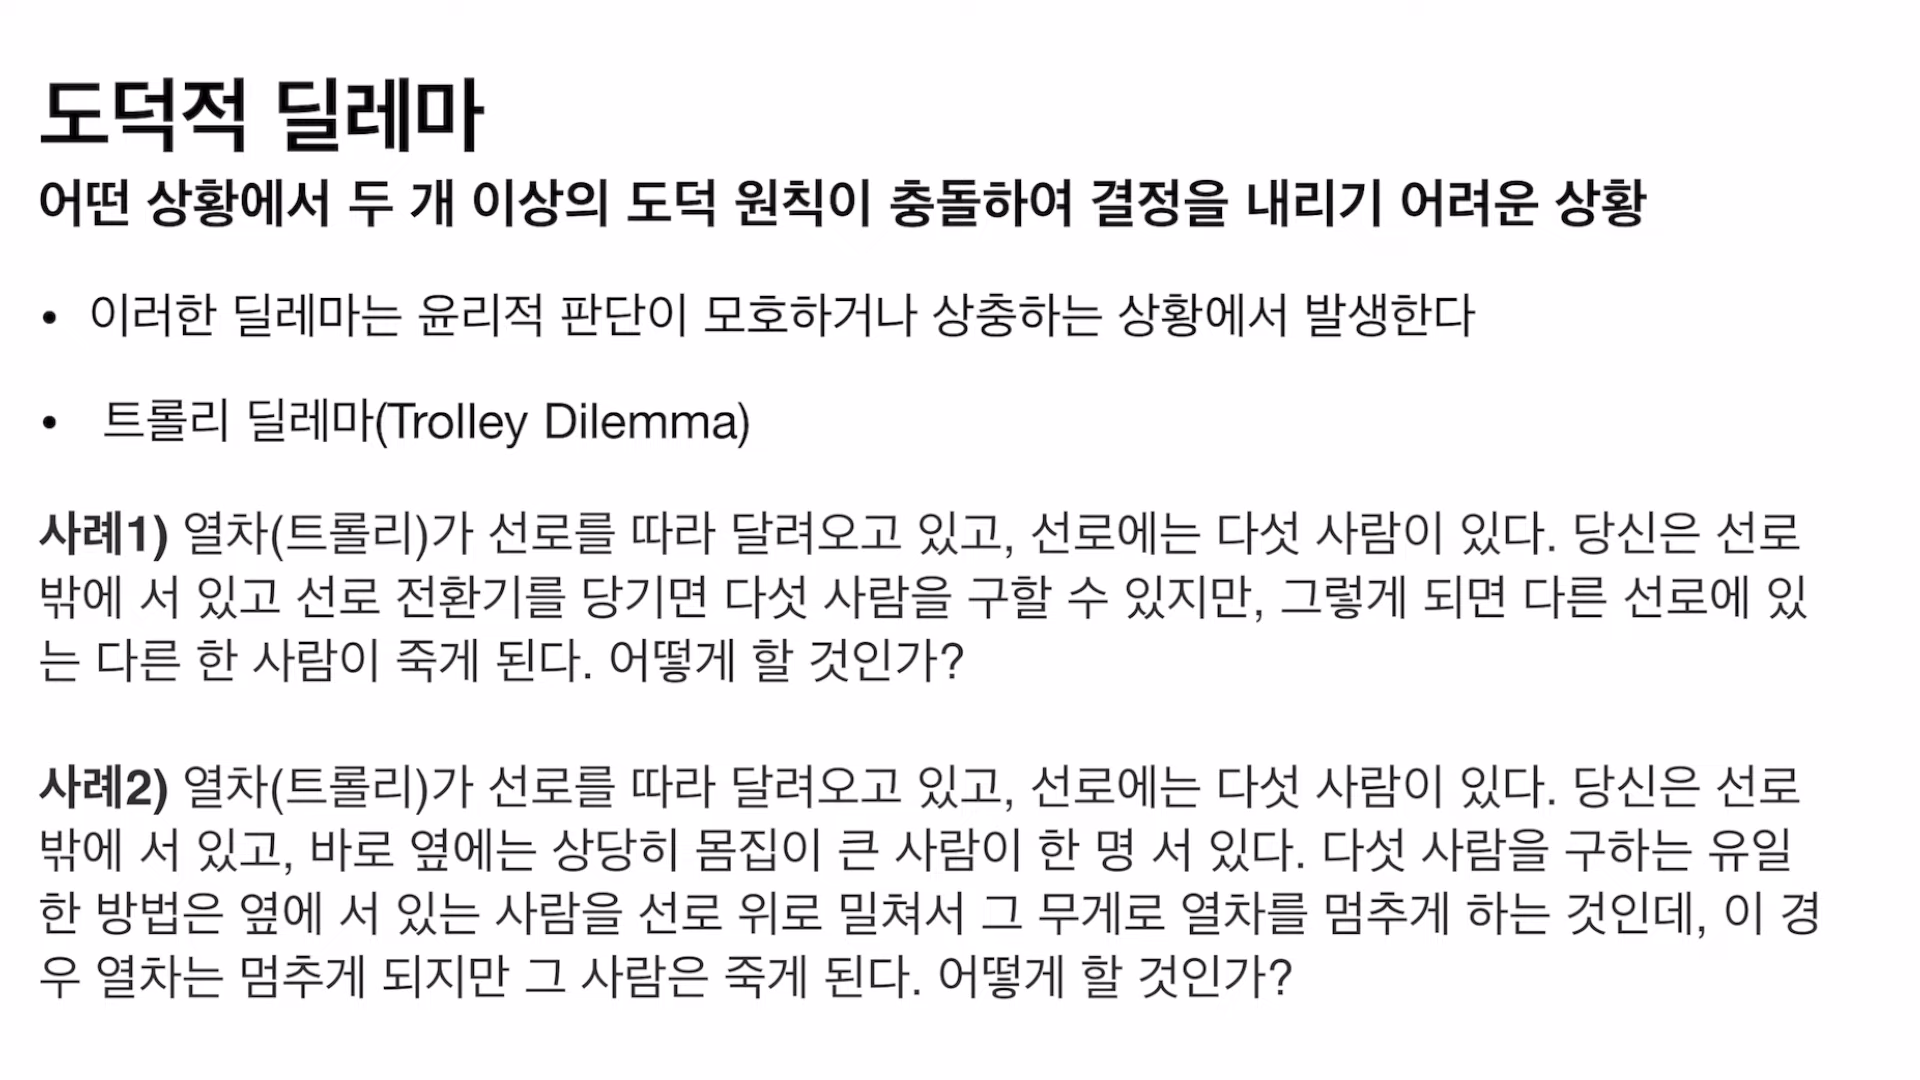 도덕적 딜레마
어떤 상황에서 두 개 이상의 도덕 원칙이 충돌하여 결정을 내리기 어려운 상황
• 이러한 딜레마는 윤리적 판단이 모호하거나 상충하는 상황에서 발생한다
• 트롤리 딜레마(Trolley Dilemma)
사례1) 열차(트롤리)가 선로를 따라 달려오고 있고, 선로에는 다섯 사람이 있다. 당신은 선로
밖에 서 있고 선로 전환기를 당기면 다섯 사람을 구할 수 있지만, 그렇게 되면 다른 선로에 있
는 다른 한 사람이 죽게 된다. 어떻게 할 것인가?
사례2) 열차(트롤리)가 선로를 따라 달려오고 있고, 선로에는 다섯 사람이 있다. 당신은 선로
밖에 서 있고, 바로 옆에는 상당히 몸집이 큰 사람이 한 명 서 있다. 다섯 사람을 구하는 유일
한 방법은 옆에 서 있는 사람을 선로 위로 밀쳐서 그 무게로 열차를 멈추게 하는 것인데, 이 경
우 열차는 멈추게 되지만 그 사람은 죽게 된다. 어떻게 할 것인가?